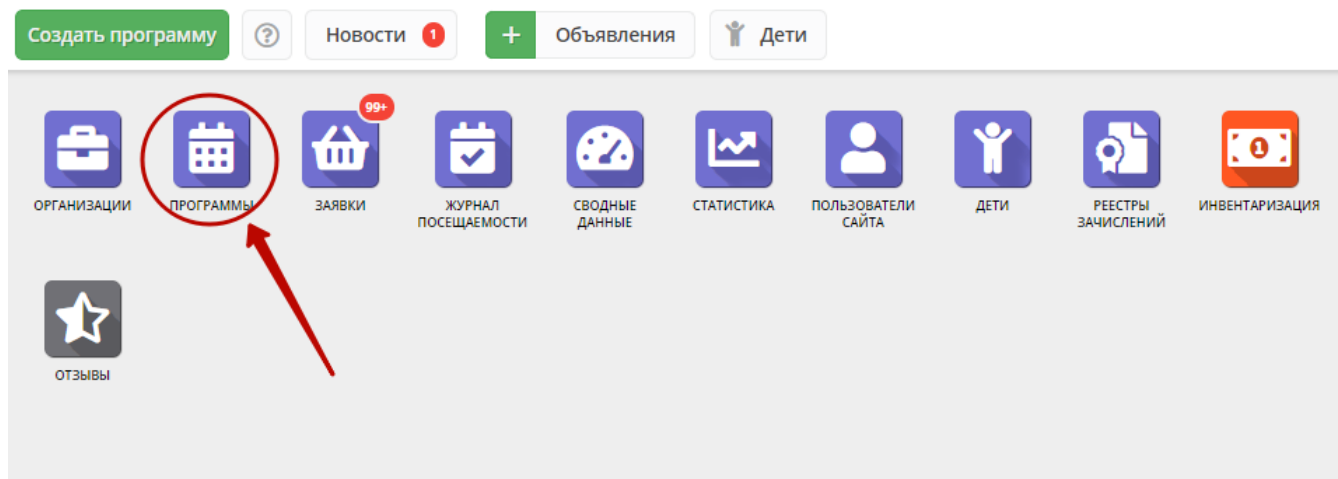 Создать программу
?
Новости 1
+ Объявления
Дети
99+
ОРГАНИЗАЦИИ
ПРОГРАММЫ
ЗАЯВКИ
ЖУРНАЛ
ПОСЕЩАЕМОСТИ
СВОДНЫЕ
ДАННЫЕ
СТАТИСТИКА
ПОЛЬЗОВАТЕЛИ
САЙТА
ДЕТИ
РЕЕСТРЫ
ЗАЧИСЛЕНИЙ
1
ИНВЕНТАРИЗАЦИЯ
ОТЗЫВЫ